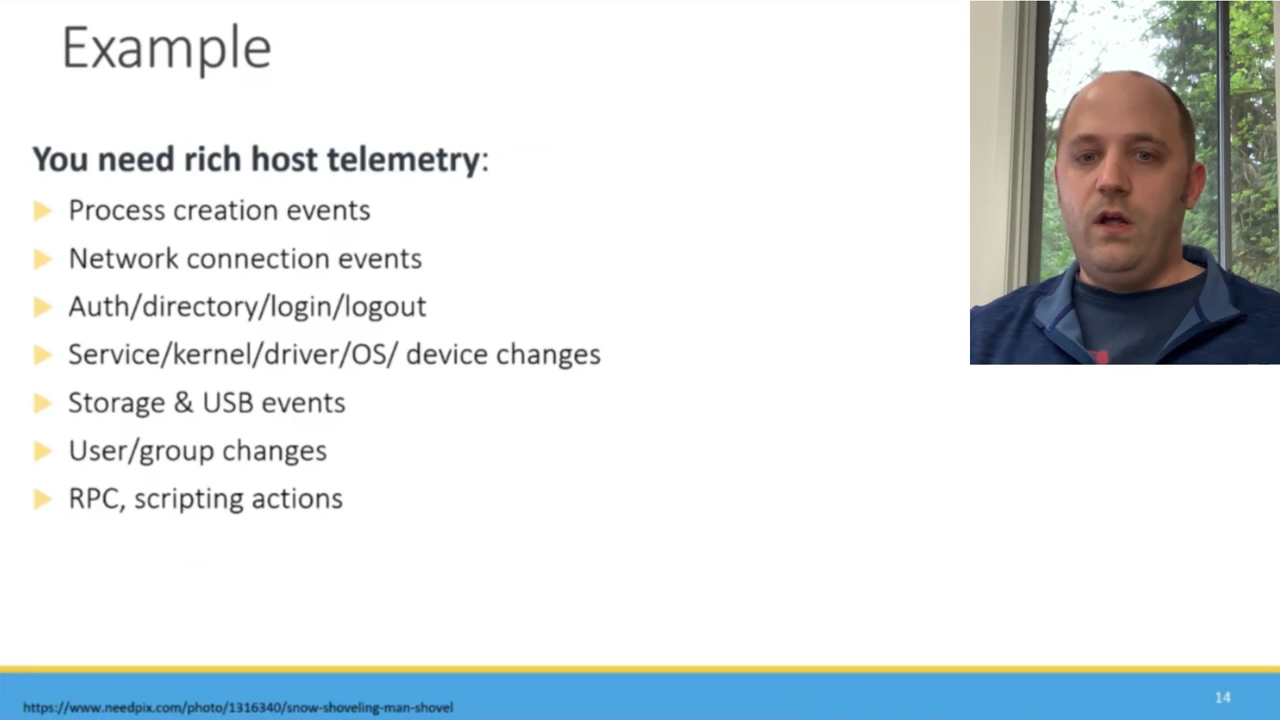 Example
You need rich host telemetry:
Process creation events
Network connection events
Auth/directory/login/logout
Service/kernel/driver/OS/ device changes
Storage & USB events
User/group changes
RPC, scripting actions
https://www.needpix.com/photo/1316340/snow-shoveling-man-shovel
14